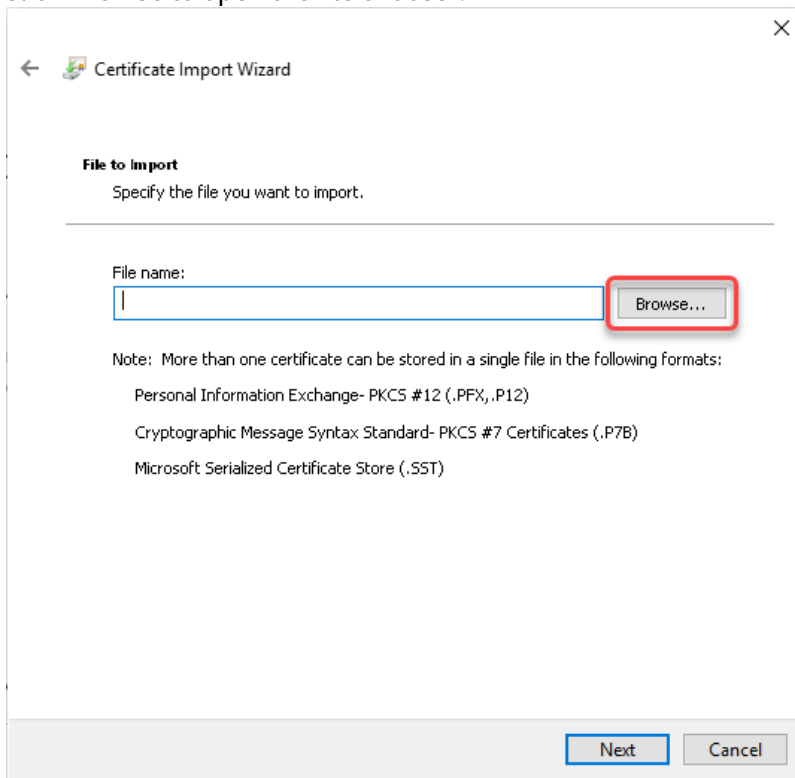 Certificate Import Wizard
File to Import
Specify the file you want to import.
File name:
Browse...
Note: More than one certificate can be stored in a single file in the following formats:
Personal Information Exchange- PKCS #12 (.PFX,.P12)
Cryptographic Message Syntax Standard- PKCS #7 Certificates (.P7B)
Microsoft Serialized Certificate Store (.SST)
Next Cancel